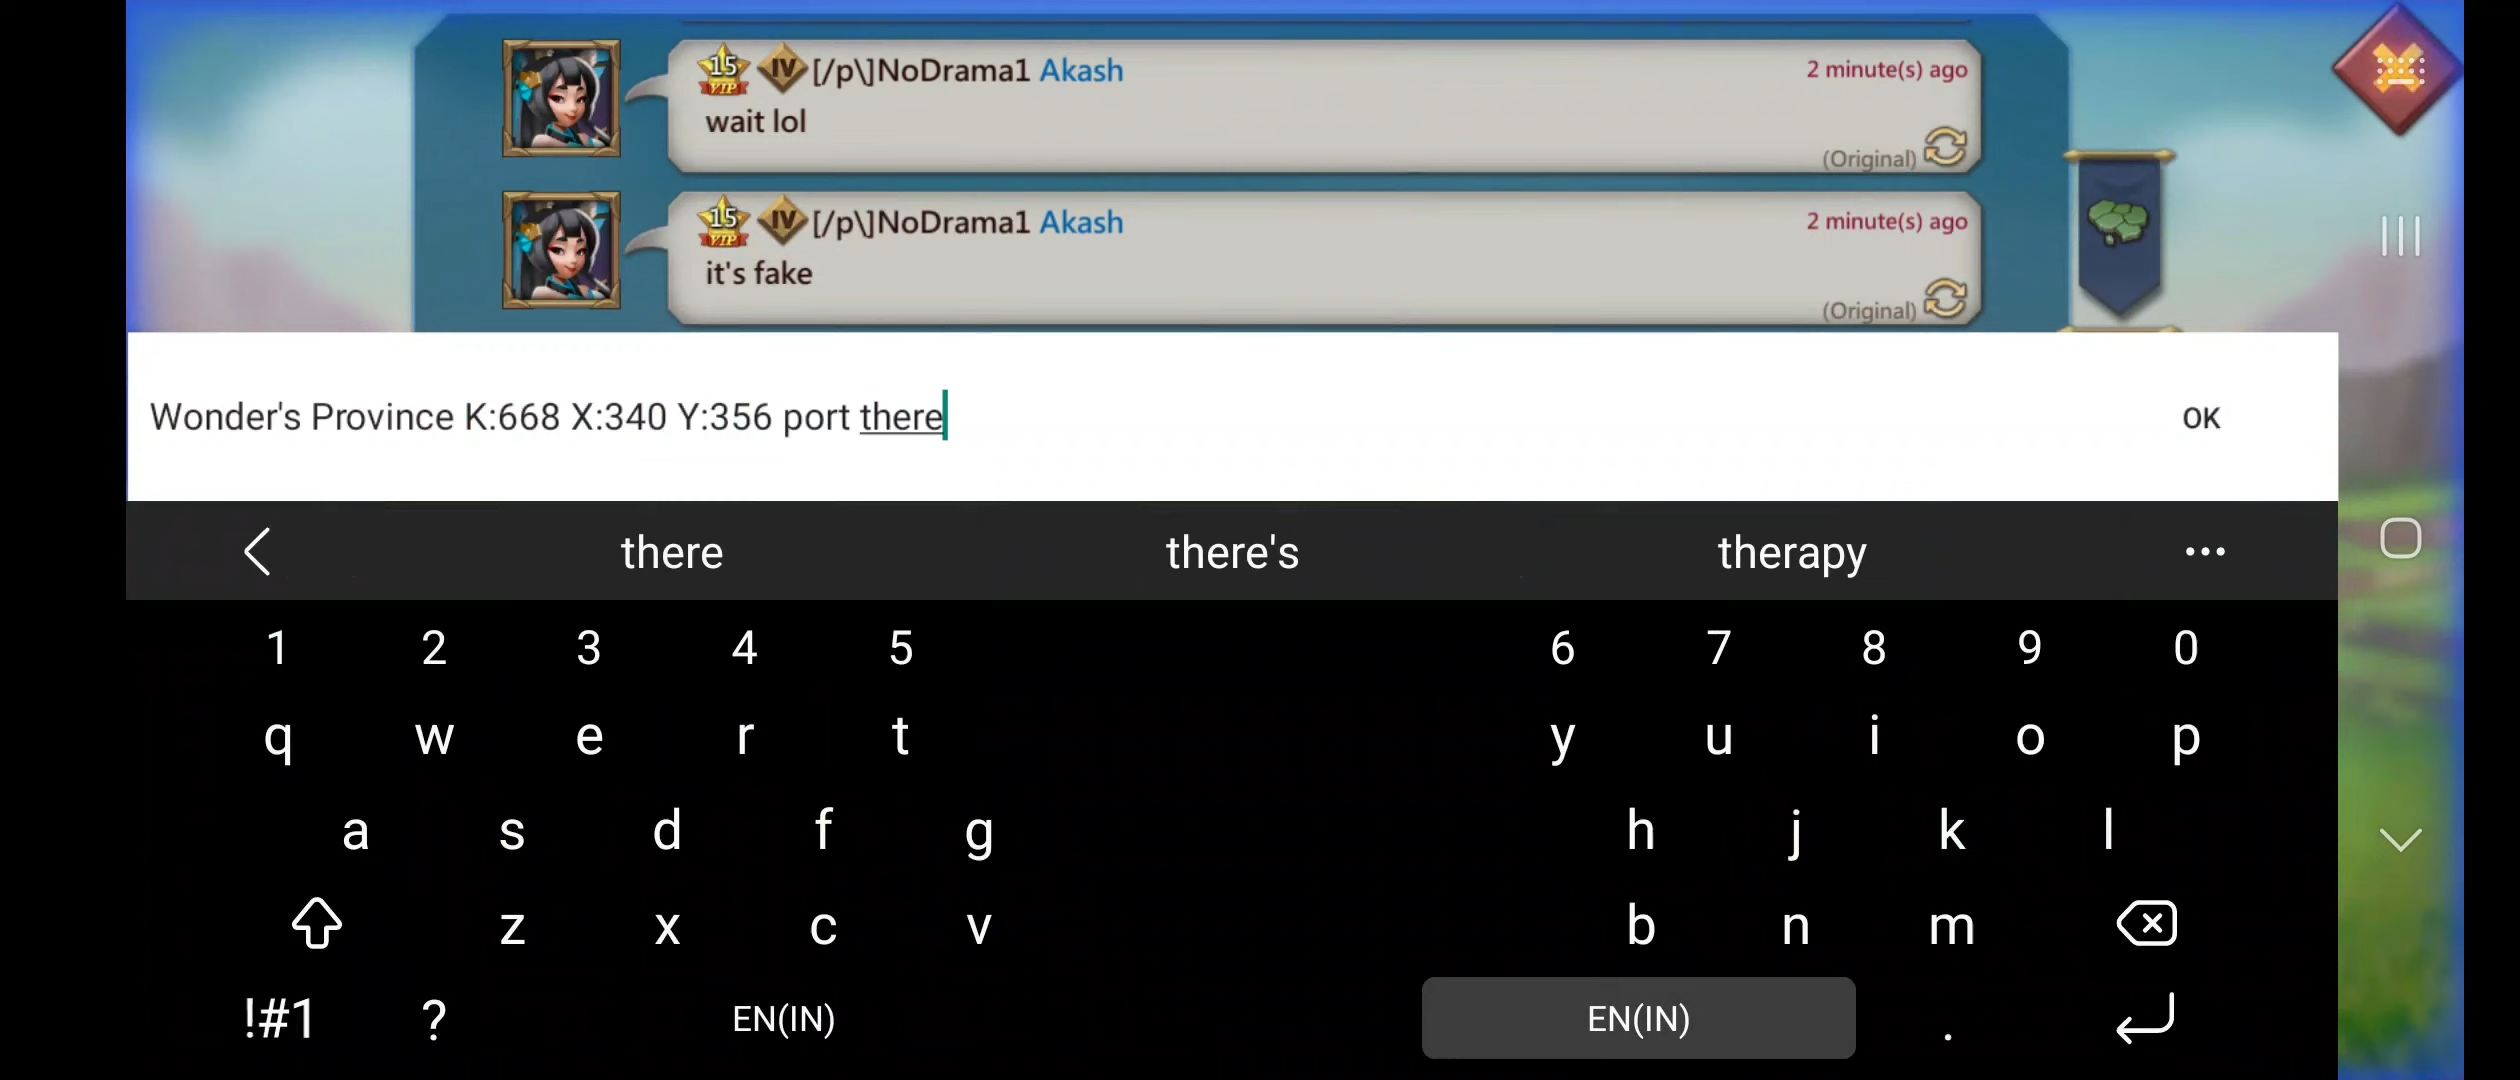 15 VIP IV [/p\]NoDrama1 Akash 2 minute(s) ago
wait lol
(Original)
15 VIP IV [/p\]NoDrama1 Akash 2 minute(s) ago
it's fake
(Original)
Wonder's Province K:668 X:340 Y:356 port there OK
there there's therapy ...
1 2 3 4 5 6 7 8 9 0
q w e r t y u i o p
a s d f g h j k l
z x c v b n m
!#1 ? EN(IN) EN(IN) .